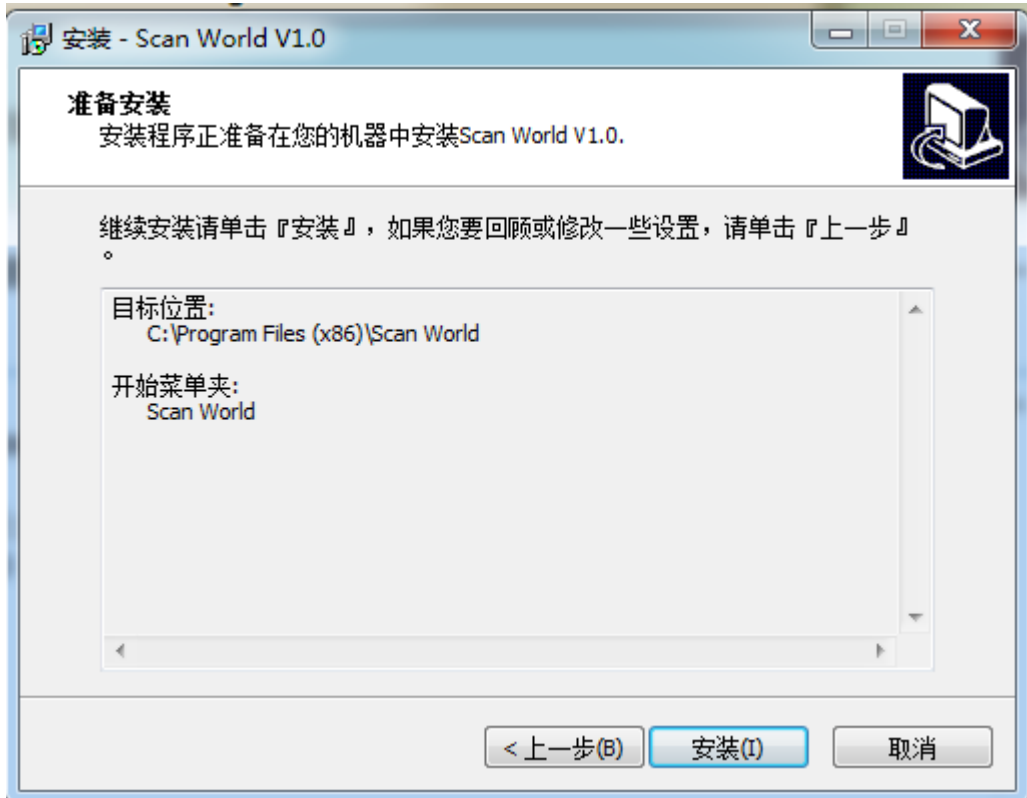 安装 - Scan World V1.0
准备安装
安装程序正准备在您的机器中安装Scan World V1.0.
继续安装请单击『安装』，如果您要回顾或修改一些设置，请单击『上一步』
。
目标位置:
C:\Program Files (x86)\Scan World
开始菜单夹:
Scan World
< 上一步(B)
安装(I)
取消